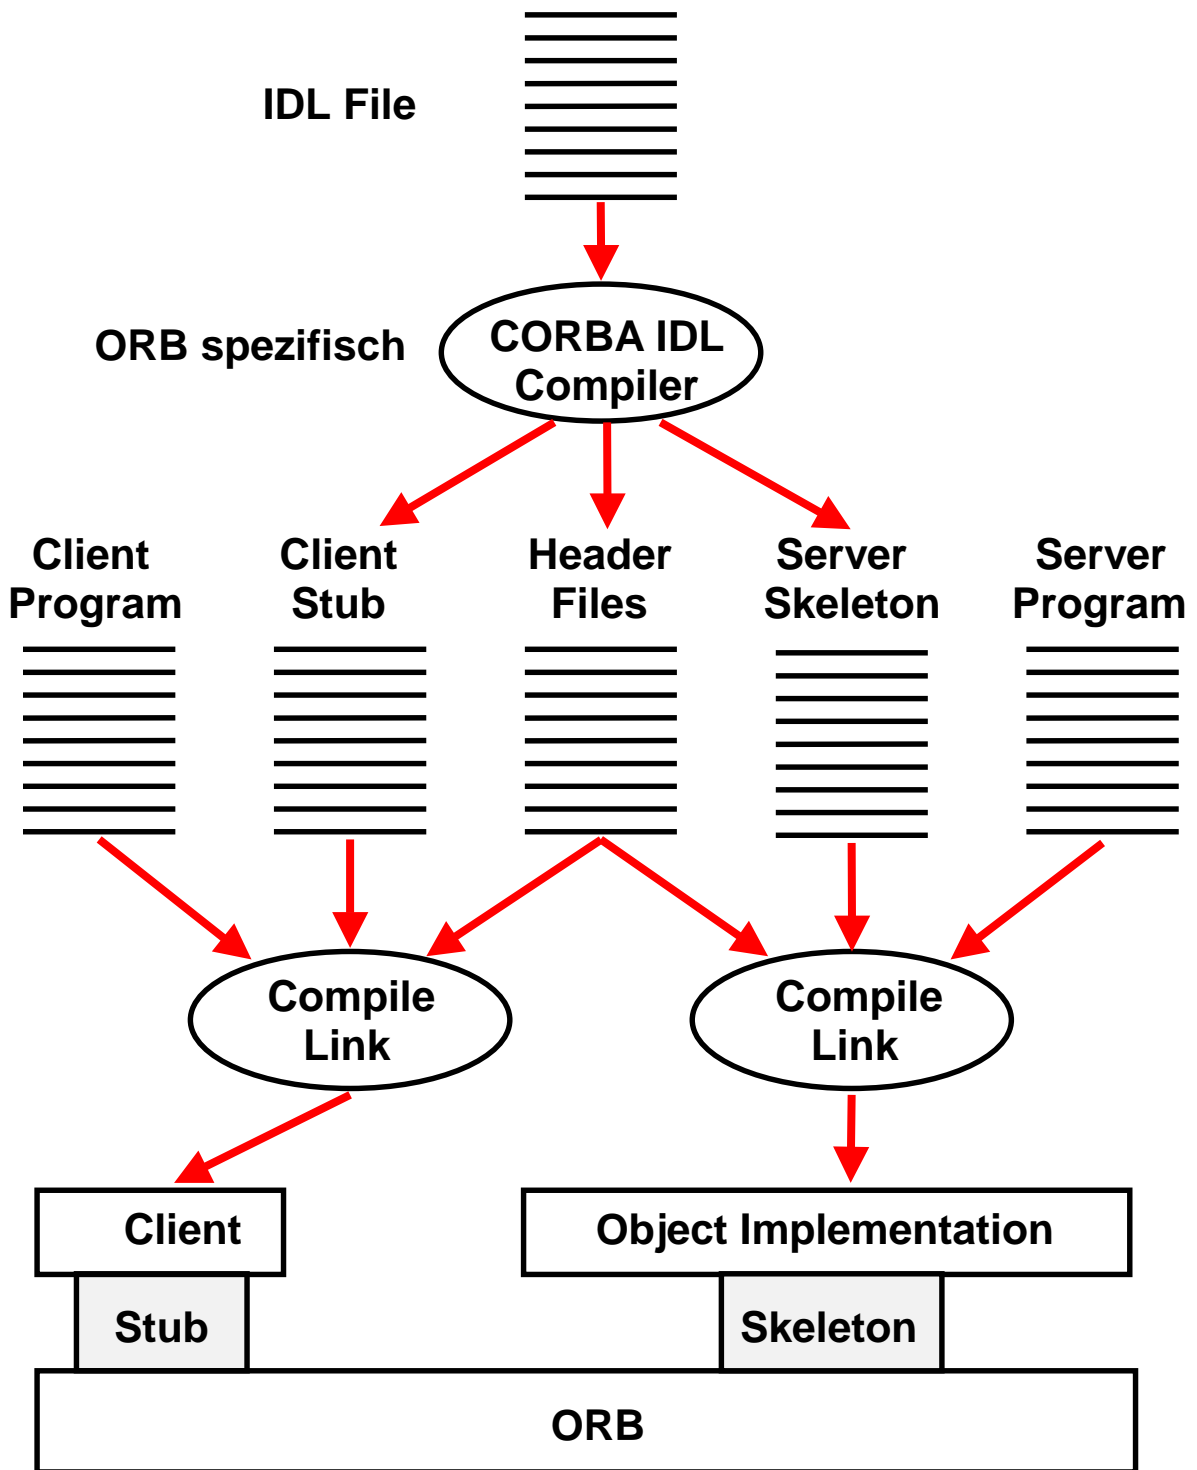 IDL File
ORB spezifisch
CORBA IDL
Compiler
Client
Program
Client
Stub
Header
Files
Server
Skeleton
Server
Program
Compile
Link
Compile
Link
Client
Object Implementation
Stub
Skeleton
ORB